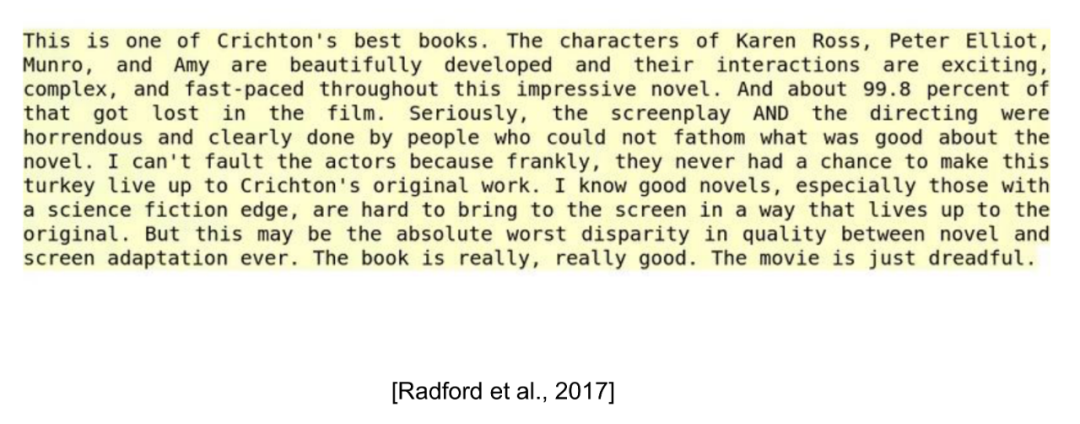 This is one of Crichton's best books. The characters of Karen Ross, Peter Elliot,
Munro, and Amy are beautifully developed and their interactions are exciting,
complex, and fast-paced throughout this impressive novel. And about 99.8 percent of
that got lost in the film. Seriously, the screenplay AND the directing were
horrendous and clearly done by people who could not fathom what was good about the
novel. I can't fault the actors because frankly, they never had a chance to make this
turkey live up to Crichton's original work. I know good novels, especially those with
a science fiction edge, are hard to bring to the screen in a way that lives up to the
original. But this may be the absolute worst disparity in quality between novel and
screen adaptation ever. The book is really, really good. The movie is just dreadful.
[Radford et al., 2017]